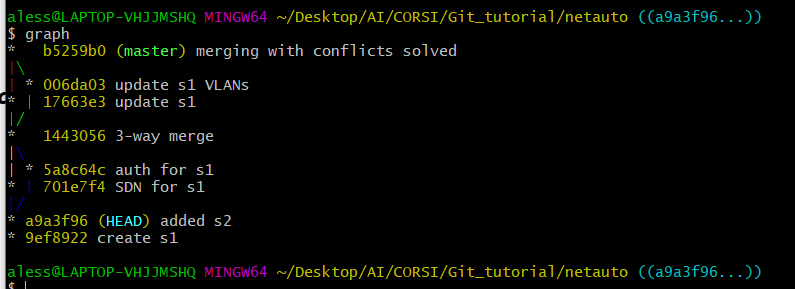 aless@LAPTOP-VHJJMSHQ MINGW64 ~/Desktop/AI/CORSI/Git_tutorial/netauto ((a9a3f96...))
$ graph
*   b5259b0 (master) merging with conflicts solved
|\
| * 006da03 update s1 VLANs
* | 17663e3 update s1
|/
*   1443056 3-way merge
|\
| * 5a8c64c auth for s1
* | 701e7f4 SDN for s1
|/
* a9a3f96 (HEAD) added s2
* 9ef8922 create s1
aless@LAPTOP-VHJJMSHQ MINGW64 ~/Desktop/AI/CORSI/Git_tutorial/netauto ((a9a3f96...))
$